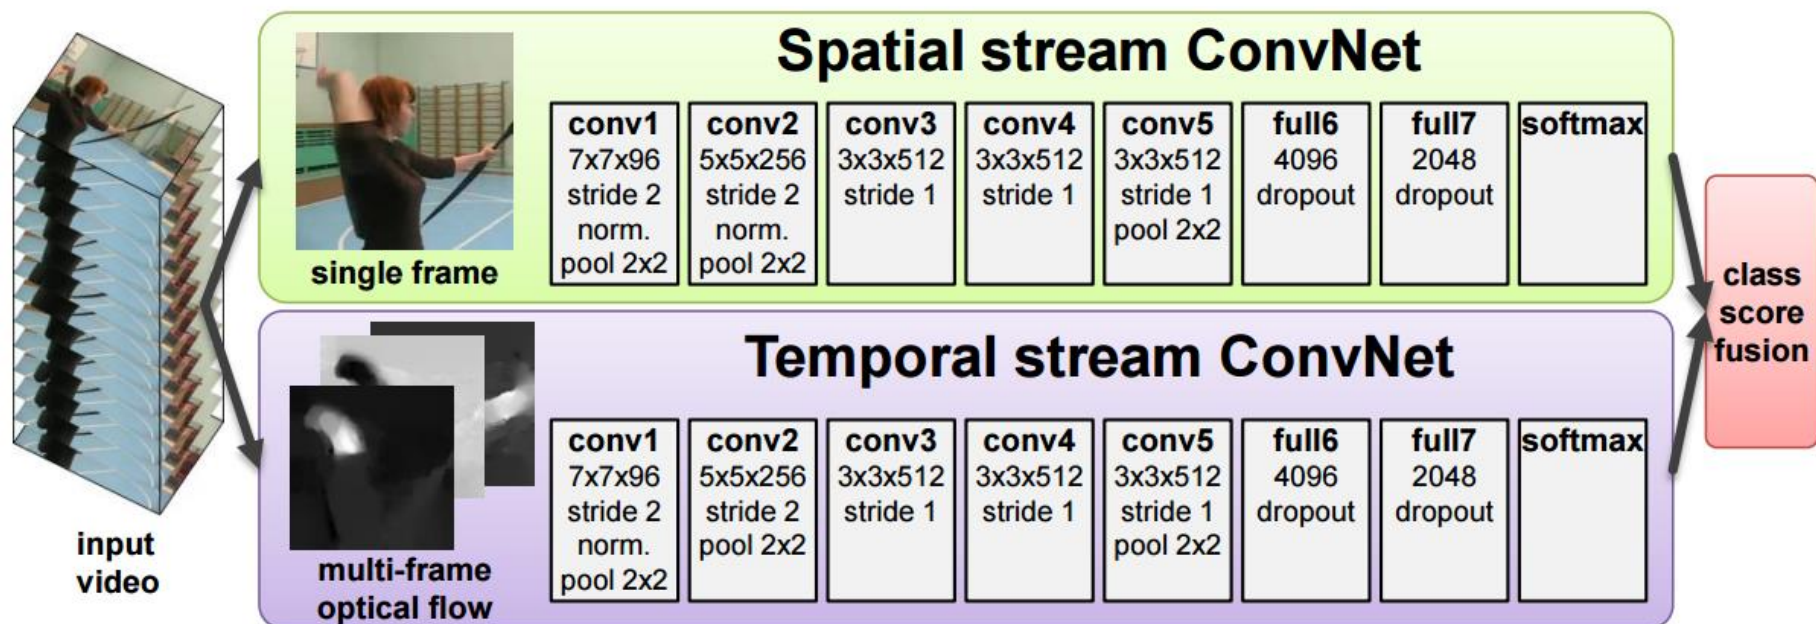 Spatial stream ConvNet
single frame
conv1
7x7x96
stride 2
norm.
pool 2x2
conv2
5x5x256
stride 2
norm.
pool 2x2
conv3
3x3x512
stride 1
conv4
3x3x512
stride 1
conv5
3x3x512
stride 1
pool 2x2
full6
4096
dropout
full7
2048
dropout
softmax
Temporal stream ConvNet
multi-frame
optical flow
conv1
7x7x96
stride 2
norm.
pool 2x2
conv2
5x5x256
stride 2
pool 2x2
conv3
3x3x512
stride 1
conv4
3x3x512
stride 1
conv5
3x3x512
stride 1
pool 2x2
full6
4096
dropout
full7
2048
dropout
softmax
input
video
class
score
fusion